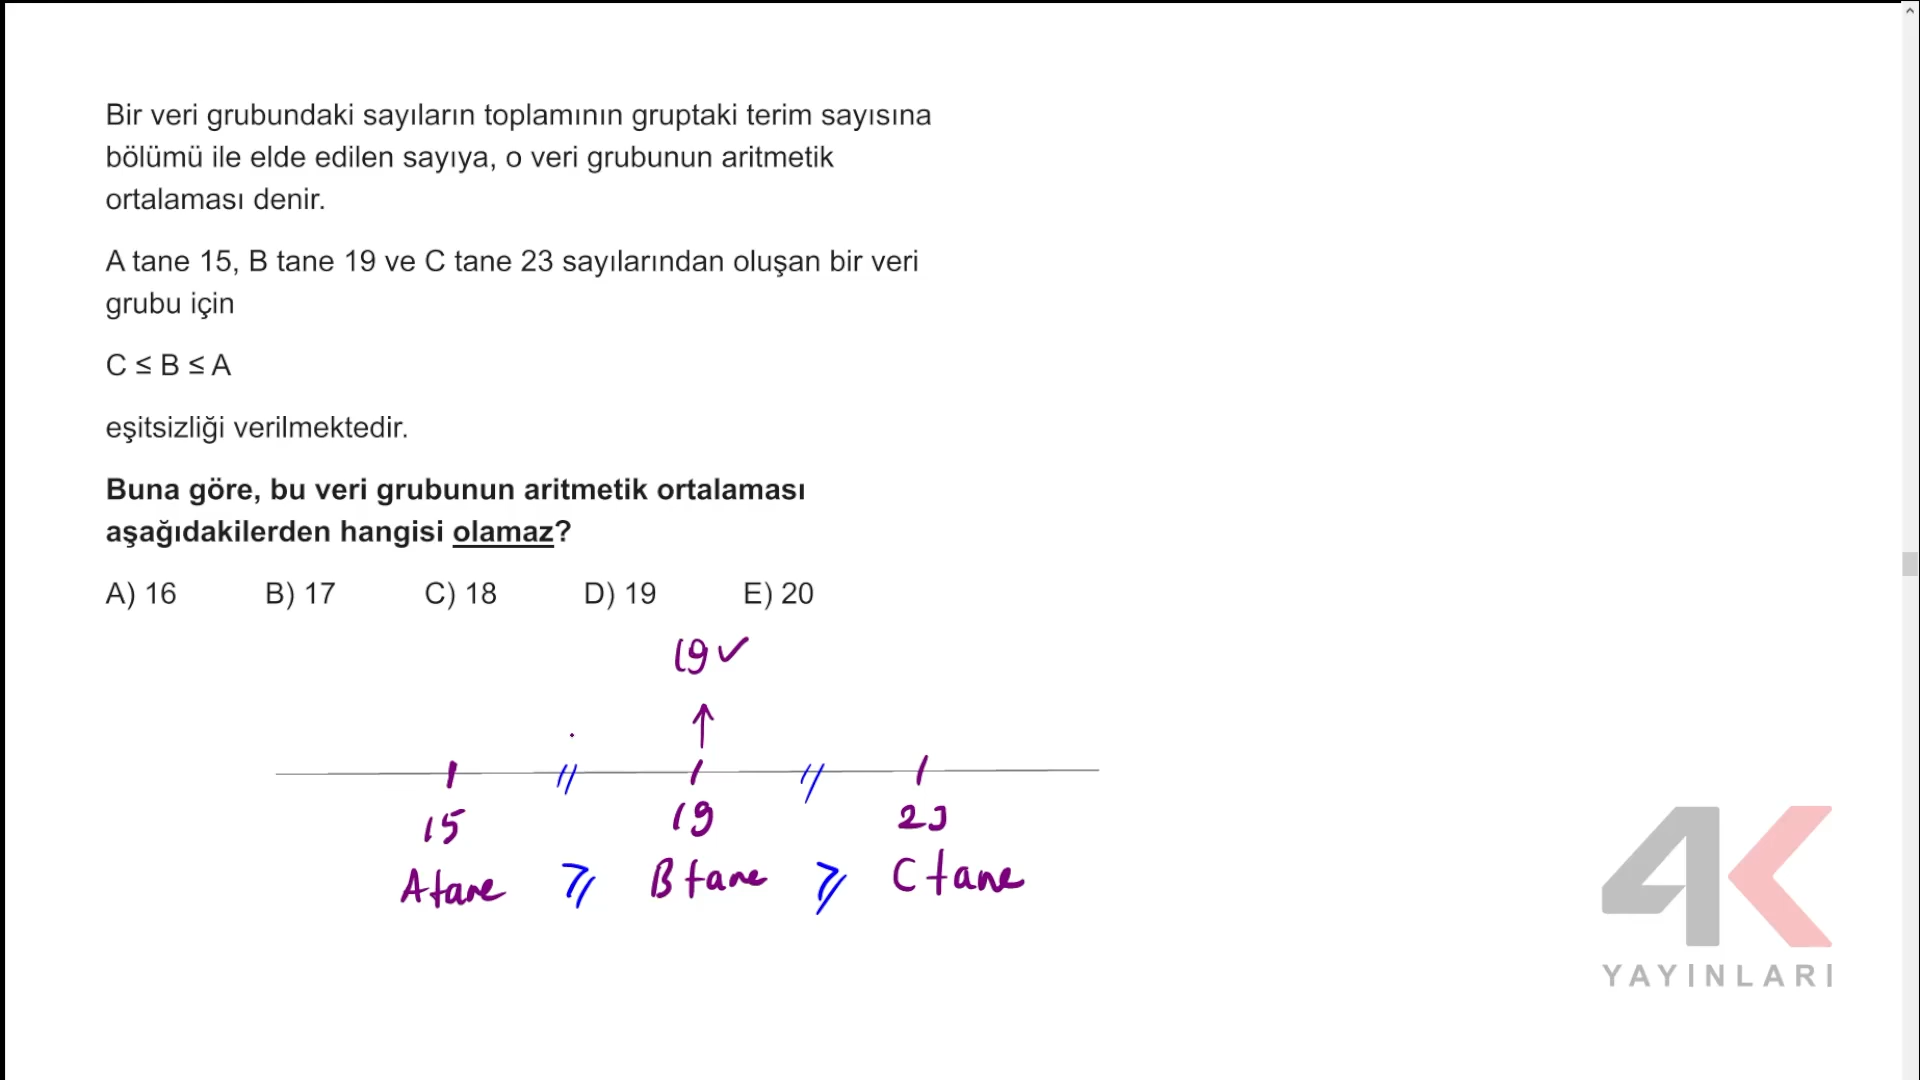 Bir veri grubundaki sayıların toplamının gruptaki terim sayısına
bölümü ile elde edilen sayıya, o veri grubunun aritmetik
ortalaması denir.
A tane 15, B tane 19 ve C tane 23 sayılarından oluşan bir veri
grubu için
C ≤ B ≤ A
eşitsizliği verilmektedir.
Buna göre, bu veri grubunun aritmetik ortalaması
aşağıdakilerden hangisi olamaz?
A) 16 B) 17 C) 18 D) 19 E) 20
19 ✓
↑
15 19 23
A tane ≥ B tane ≥ C tane
4K
YAYINLARI